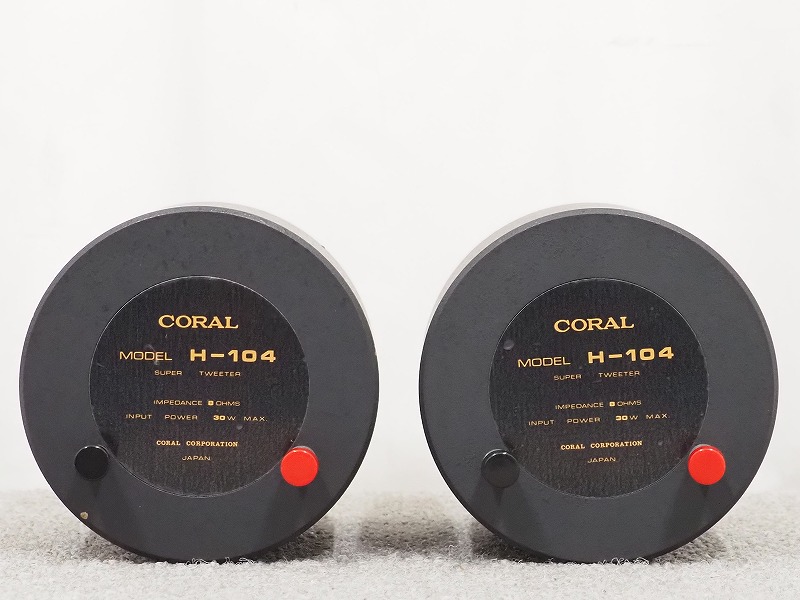 CORAL
MODEL H-104
SUPER TWEETER
IMPEDANCE 8 OHMS
INPUT POWER 30W MAX.
CORAL CORPORATION
JAPAN
CORAL
MODEL H-104
SUPER TWEETER
IMPEDANCE 8 OHMS
INPUT POWER 30W MAX.
CORAL CORPORATION
JAPAN